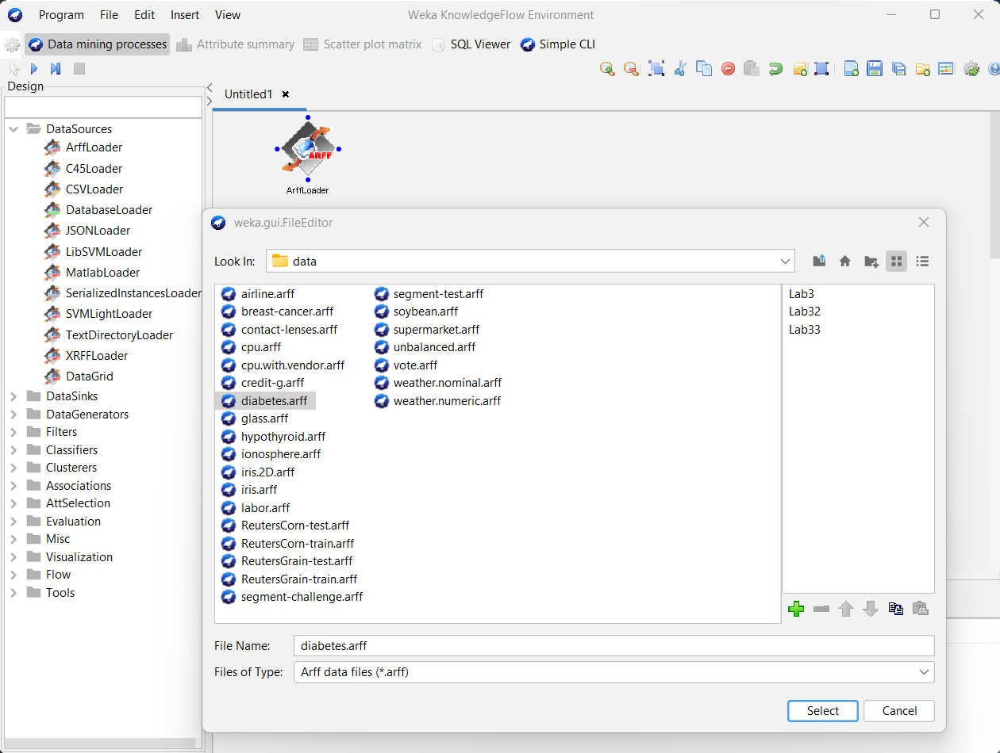 Program File Edit Insert View Weka KnowledgeFlow Environment
Data mining processes Attribute summary Scatter plot matrix SQL Viewer Simple CLI
Design
Untitled1
DataSources
ArffLoader
C45Loader
CSVLoader
DatabaseLoader
JSONLoader
LibSVMLoader
MatlabLoader
SerializedInstancesLoader
SVMLightLoader
TextDirectoryLoader
XRFFLoader
DataGrid
DataSinks
DataGenerators
Filters
Classifiers
Clusterers
Associations
AttSelection
Evaluation
Misc
Visualization
Flow
Tools
ARFF
ArffLoader
weka.gui.FileEditor
Look In: data
airline.arff
breast-cancer.arff
contact-lenses.arff
cpu.arff
cpu.with.vendor.arff
credit-g.arff
diabetes.arff
glass.arff
hypothyroid.arff
ionosphere.arff
iris.2D.arff
iris.arff
labor.arff
ReutersCorn-test.arff
ReutersCorn-train.arff
ReutersGrain-test.arff
ReutersGrain-train.arff
segment-challenge.arff
segment-test.arff
soybean.arff
supermarket.arff
unbalanced.arff
vote.arff
weather.nominal.arff
weather.numeric.arff
Lab3
Lab32
Lab33
File Name: diabetes.arff
Files of Type: Arff data files (*.arff)
Select Cancel